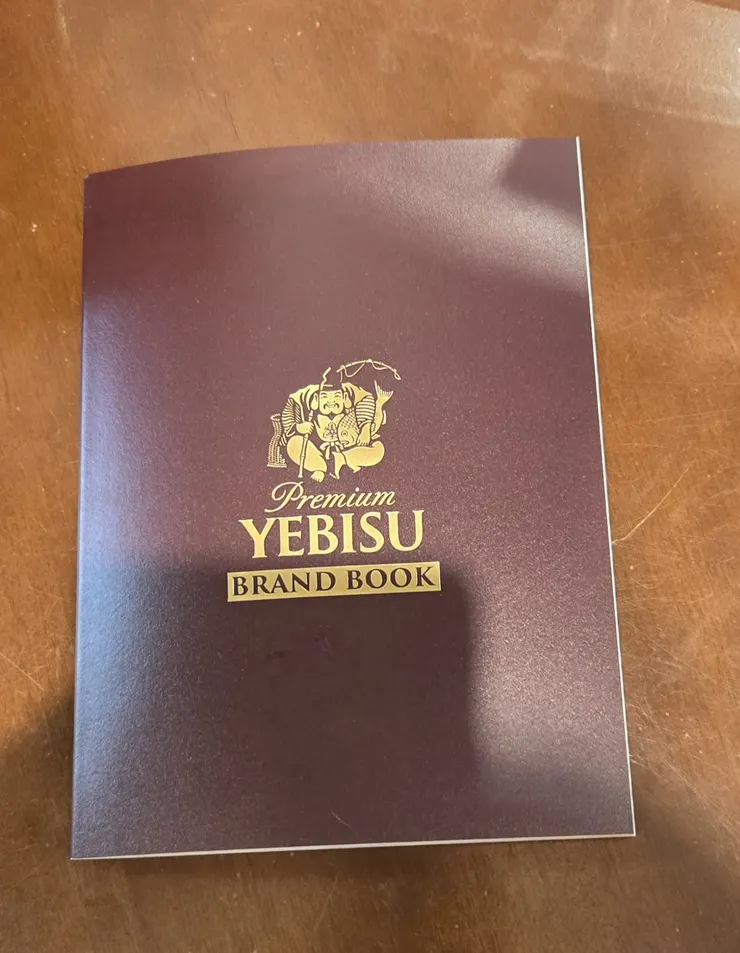 Premium
YEBISU
BRAND BOOK